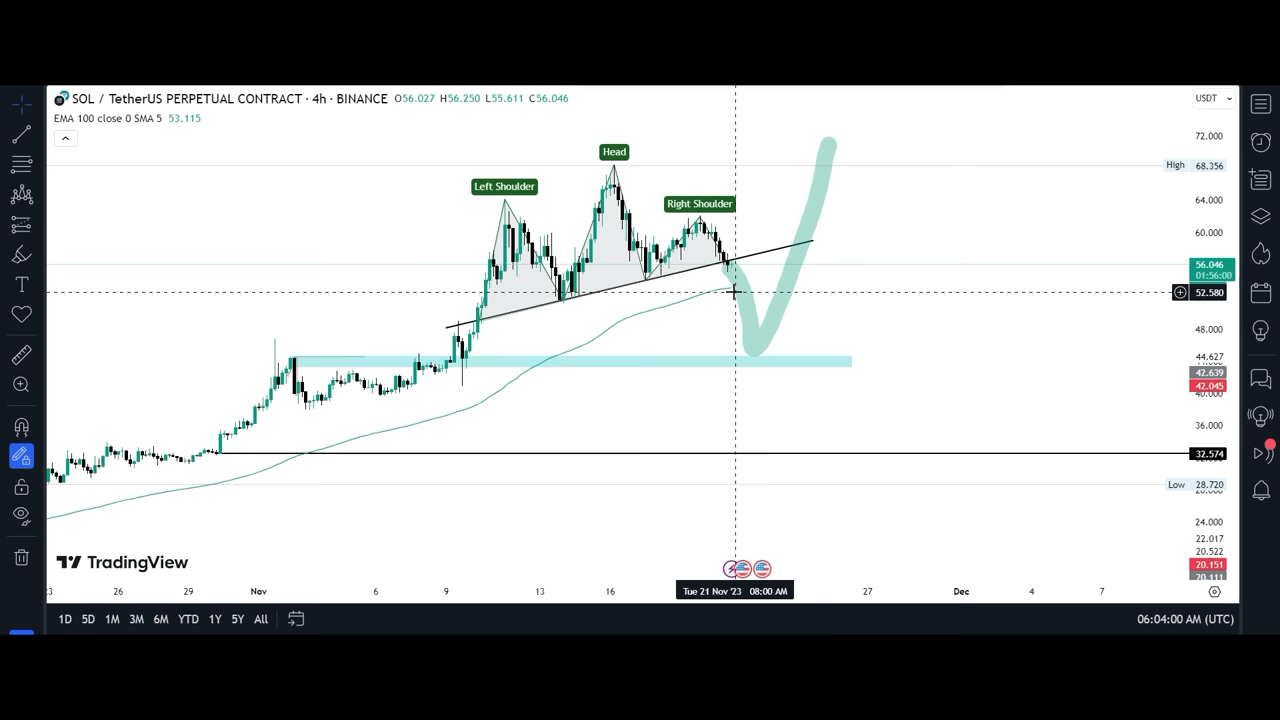 SOL / TetherUS PERPETUAL CONTRACT · 4h · BINANCE O56.027 H56.250 L55.611 C56.046
USDT
EMA 100 close 0 SMA 5 53.115
72.000
Head
High 68.356
Left Shoulder
64.000
Right Shoulder
60.000
56.046
01:56:00
52.580
48.000
44.627
42.639
42.045
40.000
36.000
32.574
Low 28.720
24.000
22.017
20.522
TradingView
20.151
20.111
26 29 Nov 6 9 13 16 Tue 21 Nov '23 08:00 AM 27 Dec 4 7
1D 5D 1M 3M 6M YTD 1Y 5Y All
06:04:00 AM (UTC)